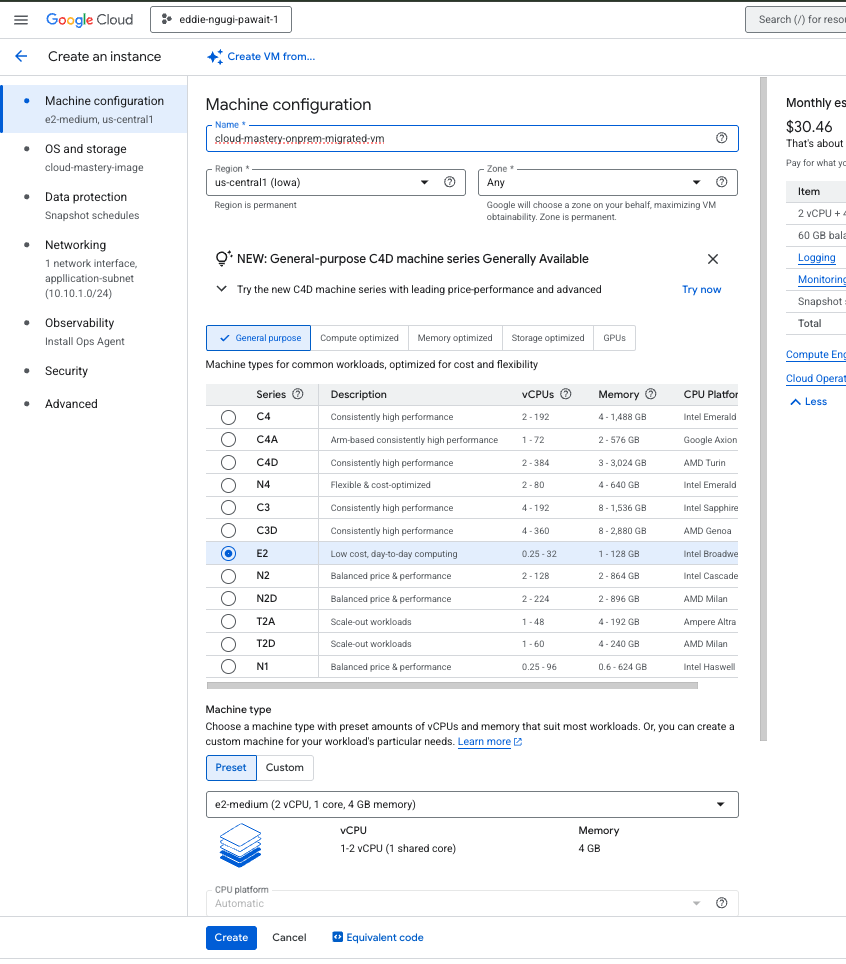 Google Cloud
eddie-ngugi-pawait-1
Search (/) for resou
Create an instance
Create VM from...
Machine configuration
e2-medium, us-central1
OS and storage
cloud-mastery-image
Data protection
Snapshot schedules
Networking
1 network interface,
appllication-subnet
(10.10.1.0/24)
Observability
Install Ops Agent
Security
Advanced
Machine configuration
Name *
cloud-mastery-onprem-migrated-vm
Region *
us-central1 (Iowa)
Region is permanent
Zone *
Any
Google will choose a zone on your behalf, maximizing VM
obtainability. Zone is permanent.
NEW: General-purpose C4D machine series Generally Available
Try the new C4D machine series with leading price-performance and advanced
Try now
General purpose
Compute optimized
Memory optimized
Storage optimized
GPUs
Machine types for common workloads, optimized for cost and flexibility
Series Description vCPUs Memory CPU Platfor
C4 Consistently high performance 2 - 192 4 - 1,488 GB Intel Emerald
C4A Arm-based consistently high performance 1 - 72 2 - 576 GB Google Axion
C4D Consistently high performance 2 - 384 3 - 3,024 GB AMD Turin
N4 Flexible & cost-optimized 2 - 80 4 - 640 GB Intel Emerald
C3 Consistently high performance 4 - 192 8 - 1,536 GB Intel Sapphire
C3D Consistently high performance 4 - 360 8 - 2,880 GB AMD Genoa
E2 Low cost, day-to-day computing 0.25 - 32 1 - 128 GB Intel Broadwe
N2 Balanced price & performance 2 - 128 2 - 864 GB Intel Cascade
N2D Balanced price & performance 2 - 224 2 - 896 GB AMD Milan
T2A Scale-out workloads 1 - 48 4 - 192 GB Ampere Altra
T2D Scale-out workloads 1 - 60 4 - 240 GB AMD Milan
N1 Balanced price & performance 0.25 - 96 0.6 - 624 GB Intel Haswell
Machine type
Choose a machine type with preset amounts of vCPUs and memory that suit most workloads. Or, you can create a
custom machine for your workload's particular needs. Learn more
Preset
Custom
e2-medium (2 vCPU, 1 core, 4 GB memory)
vCPU
1-2 vCPU (1 shared core)
Memory
4 GB
CPU platform
Automatic
Create
Cancel
Equivalent code
Monthly es
$30.46
That's about
Pay for what yo
Item
2 vCPU + 4
60 GB bala
Logging
Monitoring
Snapshot s
Total
Compute Eng
Cloud Operat
Less